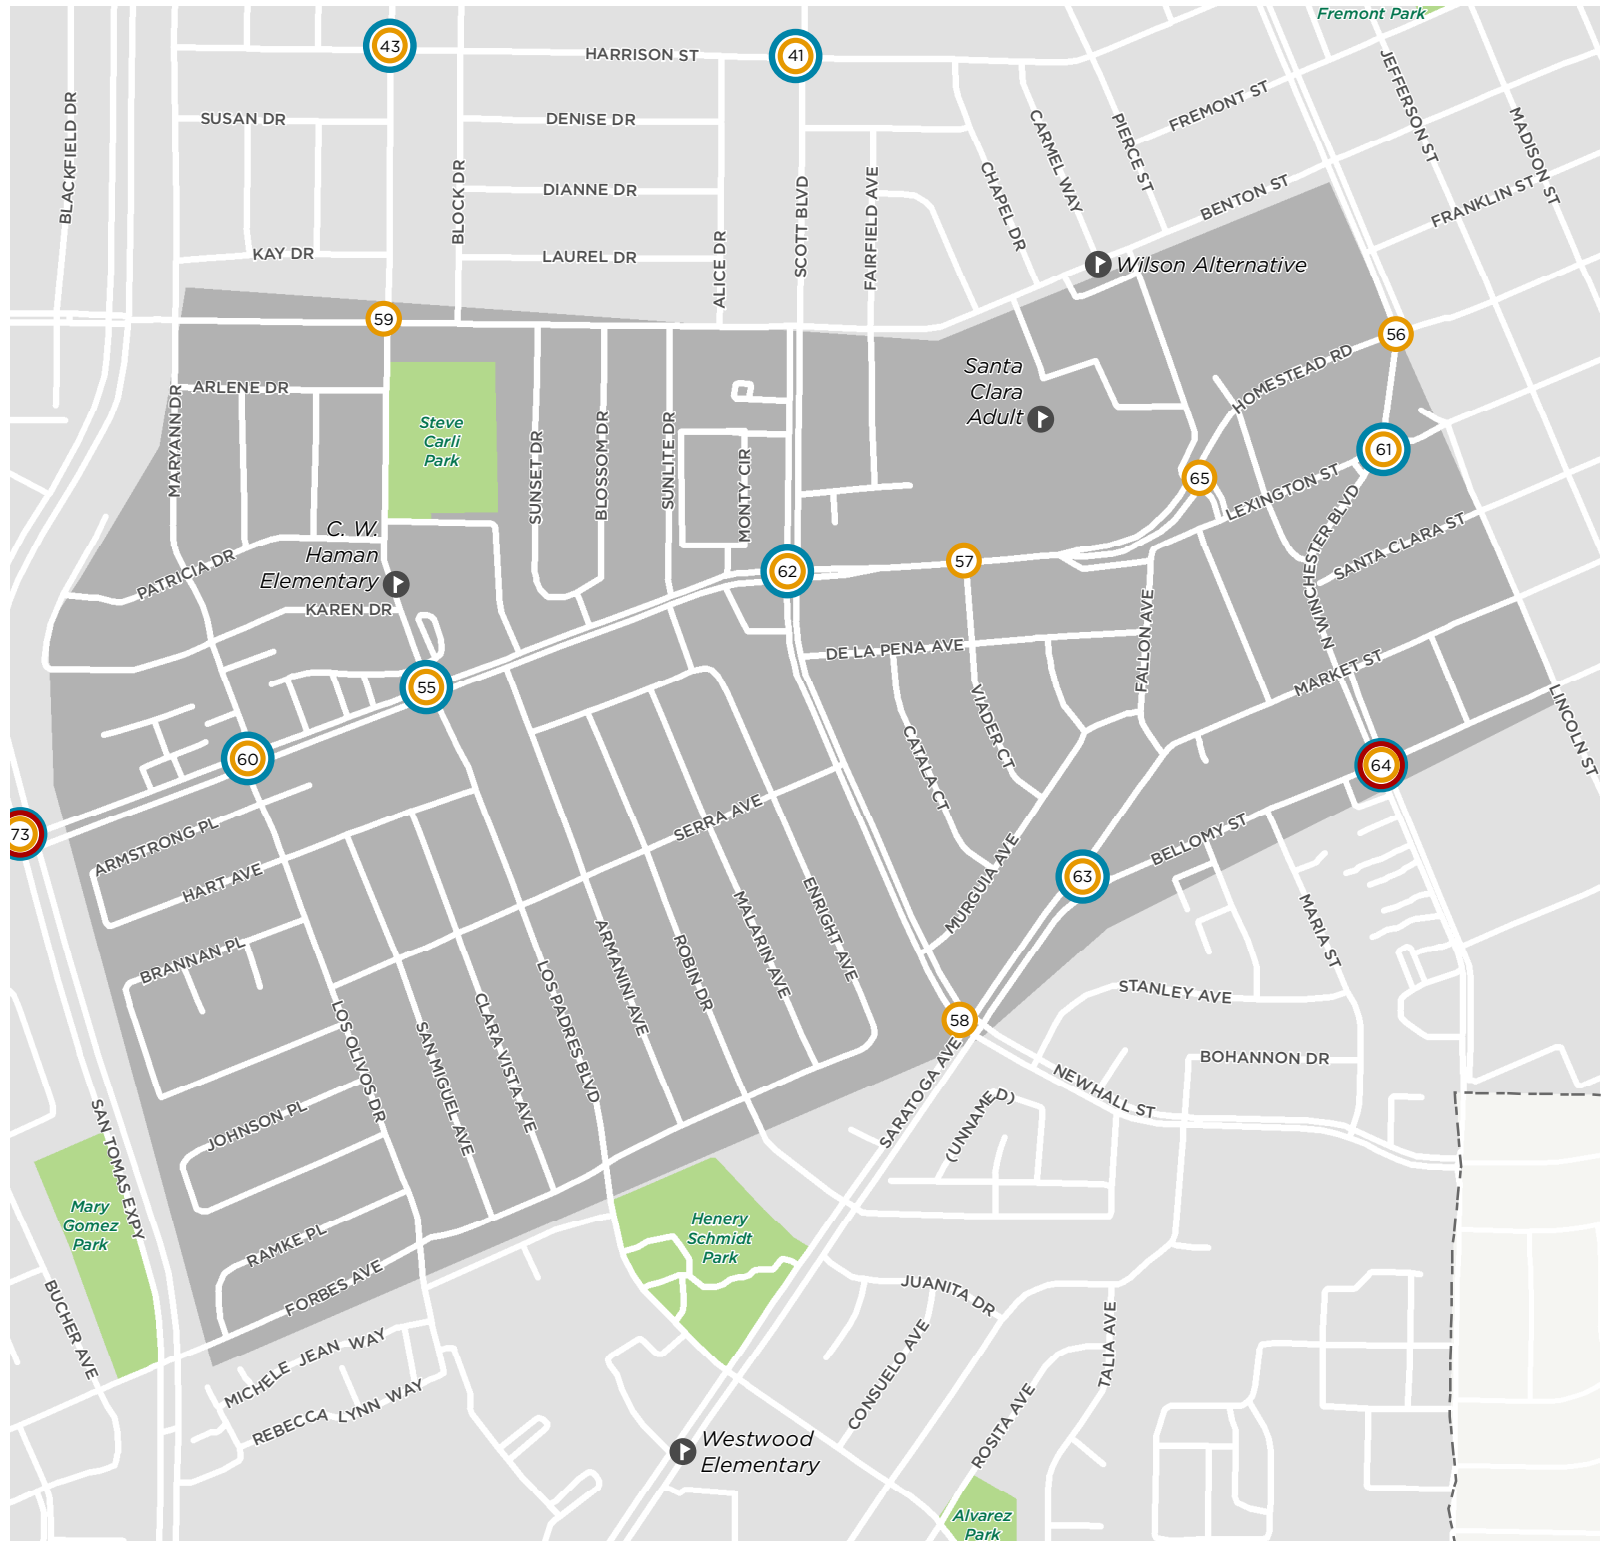 Fremont Park
43
HARRISON ST
41
JEFFERSON ST
MADISON ST
BLACKFIELD DR
SUSAN DR
DENISE DR
CARMEL WAY
PIERCE ST
FREMONT ST
BLOCK DR
DIANNE DR
SCOTT BLVD
FAIRFIELD AVE
CHAPEL DR
BENTON ST
FRANKLIN ST
KAY DR
LAUREL DR
ALICE DR
Wilson Alternative
59
56
MARYANN DR
ARLENE DR
Steve
Carli
Park
SUNSET DR
BLOSSOM DR
SUNLITE DR
MONTY CIR
Santa
Clara
Adult
HOMESTEAD RD
61
65
LEXINGTON ST
N WINCHESTER BLVD
SANTA CLARA ST
C. W.
Haman
Elementary
PATRICIA DR
KAREN DR
62
57
DE LA PENA AVE
FALLON AVE
MARKET ST
LINCOLN ST
55
VIADER CT
CATALA CT
60
64
73
ARMSTRONG PL
HART AVE
SERRA AVE
MURGUIA AVE
BELLOMY ST
63
BRANNAN PL
ENRIGHT AVE
MALARIN AVE
ROBIN DR
ARMANINI AVE
LOS PADRES BLVD
CLARA VISTA AVE
SAN MIGUEL AVE
LOS OLIVOS DR
MARIA ST
STANLEY AVE
58
BOHANNON DR
NEWHALL ST
SARATOGA AVE
(UNNAMED)
JOHNSON PL
SAN TOMAS EXPY
Mary
Gomez
Park
Henery
Schmidt
Park
RAMKE PL
FORBES AVE
BUCHER AVE
MICHELE JEAN WAY
REBECCA LYNN WAY
JUANITA DR
CONSUELO AVE
TALIA AVE
ROSITA AVE
Westwood
Elementary
Alvarez
Park